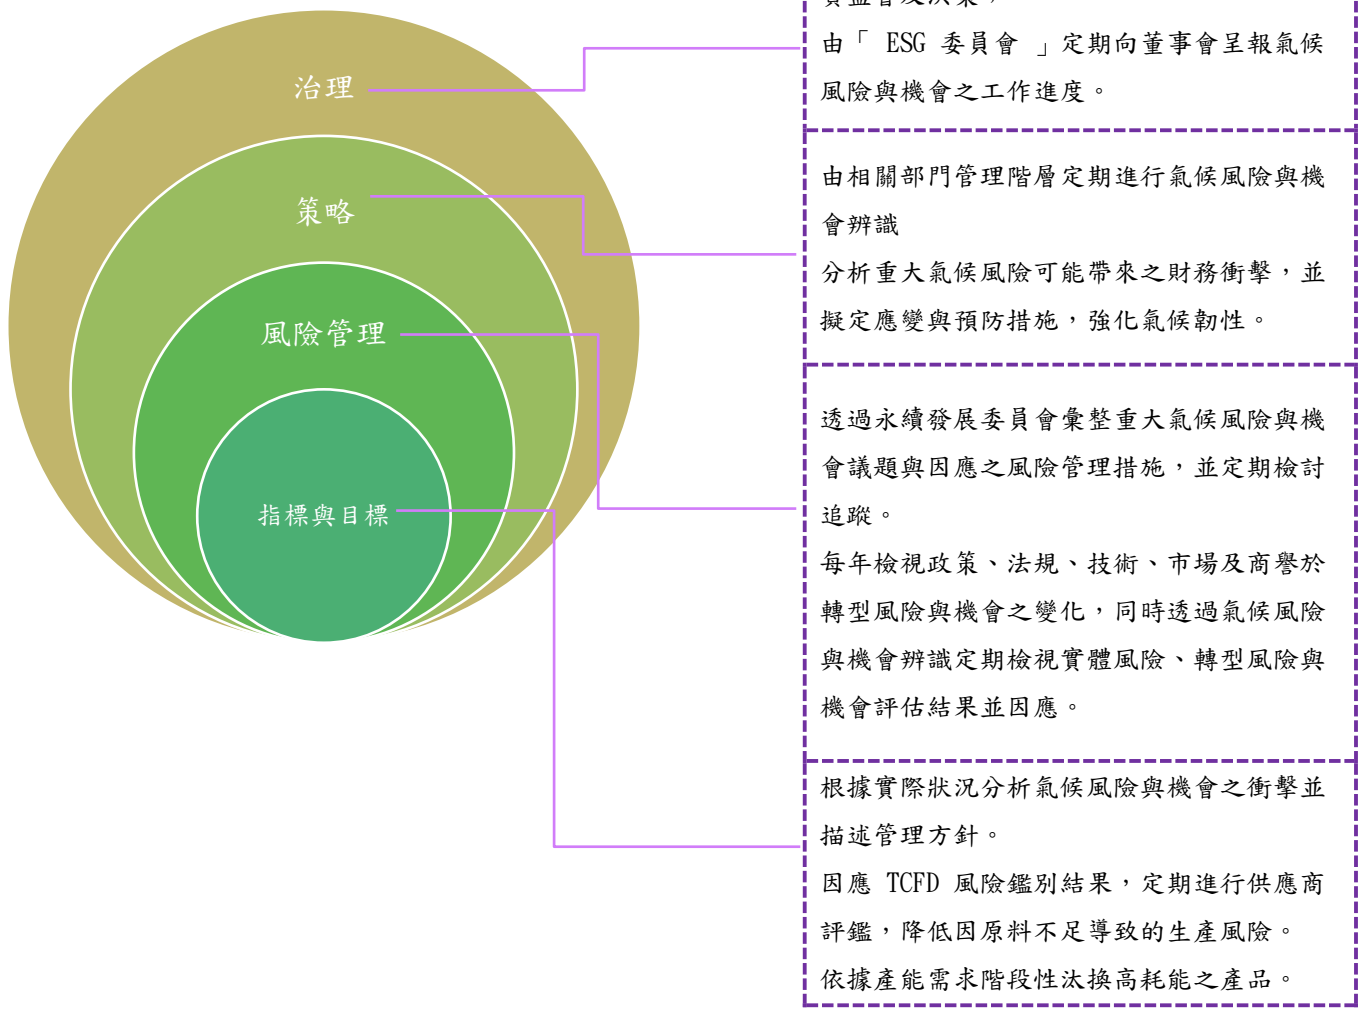 由「 ESG 委員會 」定期向董事會呈報氣候
風險與機會之工作進度。
治理
由相關部門管理階層定期進行氣候風險與機
會辨識
分析重大氣候風險可能帶來之財務衝擊，並
擬定應變與預防措施，強化氣候韌性。
策略
透過永續發展委員會彙整重大氣候風險與機
會議題與因應之風險管理措施，並定期檢討
追蹤。
每年檢視政策、法規、技術、市場及商譽於
轉型風險與機會之變化，同時透過氣候風險
與機會辨識定期檢視實體風險、轉型風險與
機會評估結果並因應。
風險管理
根據實際狀況分析氣候風險與機會之衝擊並
描述管理方針。
因應 TCFD 風險鑑別結果，定期進行供應商
評鑑，降低因原料不足導致的生產風險。
依據產能需求階段性汰換高耗能之產品。
指標與目標